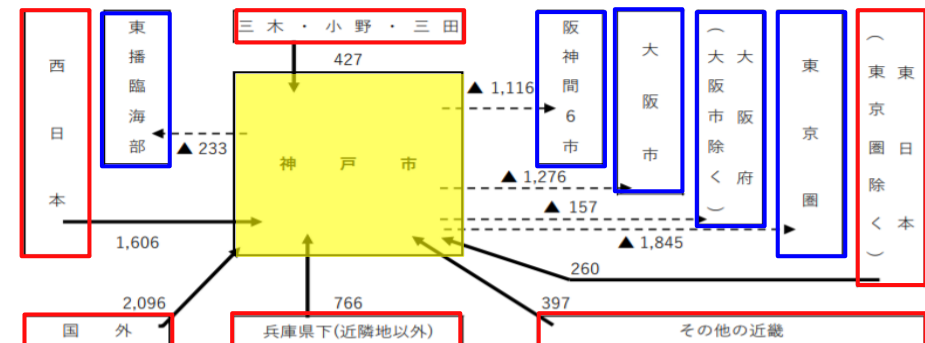 西日本
東播臨海部
三木・小野・三田
阪神間6市
大阪市
大阪府
(大阪市除く)
東京圏
東日本
(東京圏除く)
427
▲ 1,116
▲ 233
神戸市
▲ 1,276
▲ 157
1,606
▲ 1,845
260
2,096
766
397
国外
兵庫県下(近隣地以外)
その他の近畿